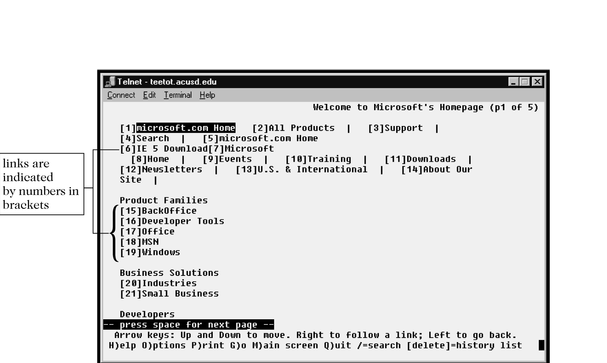 Telnet - teetot.acusd.edu
Connect Edit Terminal Help
Welcome to Microsoft's Homepage (p1 of 5)
[1]microsoft.com Home [2]All Products | [3]Support |
[4]Search | [5]microsoft.com Home
[6]IE 5 Download[7]Microsoft
[8]Home | [9]Events | [10]Training | [11]Downloads |
[12]Newsletters | [13]U.S. & International | [14]About Our
Site |
links are
indicated
by numbers in
brackets
Product Families
[15]BackOffice
[16]Developer Tools
[17]Office
[18]MSN
[19]Windows
Business Solutions
[20]Industries
[21]Small Business
Developers
-- press space for next page --
Arrow keys: Up and Down to move. Right to follow a link; Left to go back.
H)elp O)ptions P)rint G)o M)ain screen Q)uit /=search [delete]=history list